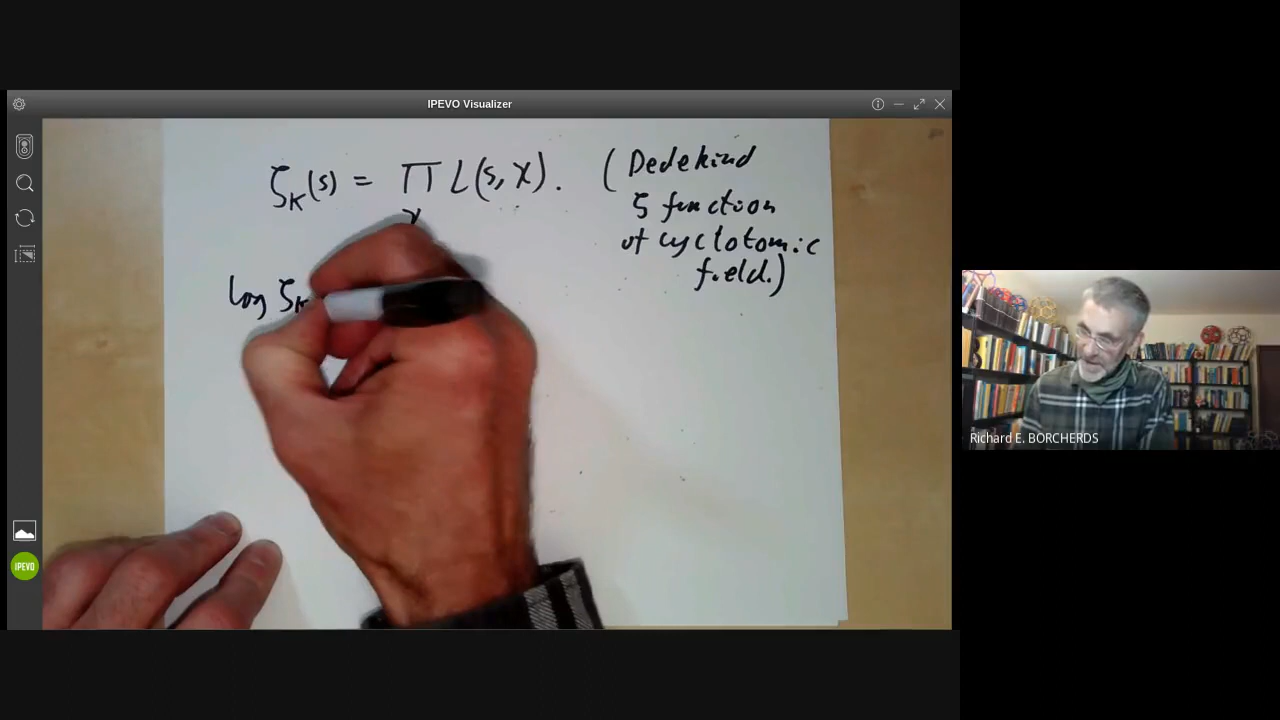 IPEVO Visualizer
ζ_K(s) = ∏ L(s, χ). ( Dedekind
χ
ζ function
of cyclotomic
field.)
log ζ_K
IPEVO
Richard E. BORCHERDS